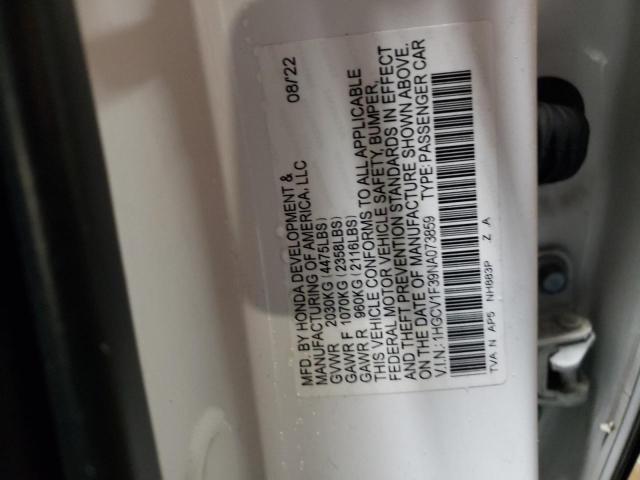 MFD. BY HONDA DEVELOPMENT & 08/22
MANUFACTURING OF AMERICA, LLC
GVWR 2030KG (4475LBS)
GAWR F 1070KG (2358LBS)
GAWR R 960KG (2116LBS)
THIS VEHICLE CONFORMS TO ALL APPLICABLE
FEDERAL MOTOR VEHICLE SAFETY, BUMPER,
AND THEFT PREVENTION STANDARDS IN EFFECT
ON THE DATE OF MANUFACTURE SHOWN ABOVE.
V.I.N.: 1HGCV1F39NA073859 TYPE: PASSENGER CAR
TVA N AP5 NH883P Z A